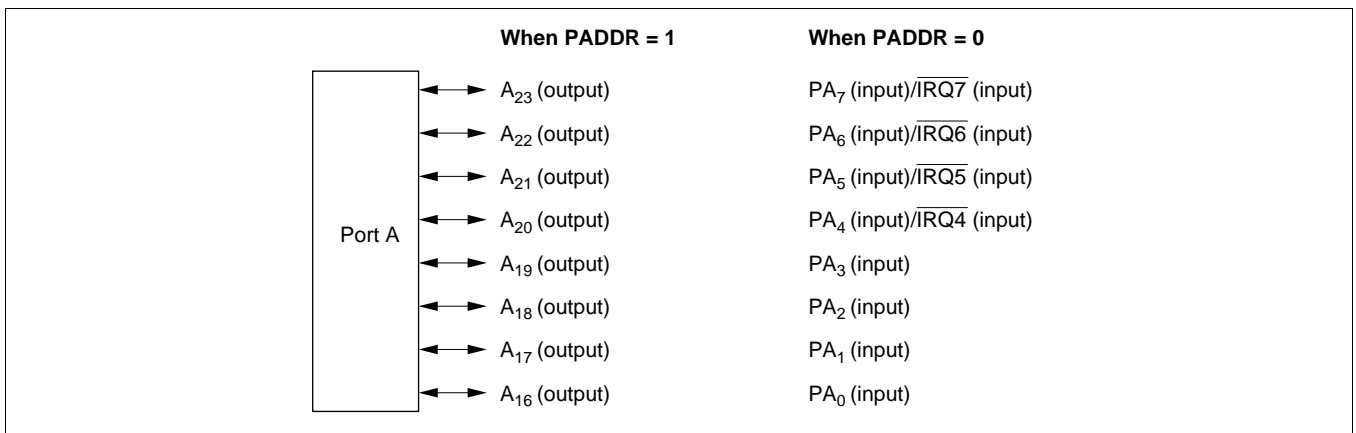 When PADDR = 1 When PADDR = 0
A23 (output) PA7 (input)/IRQ7 (input)
A22 (output) PA6 (input)/IRQ6 (input)
A21 (output) PA5 (input)/IRQ5 (input)
A20 (output) PA4 (input)/IRQ4 (input)
Port A
A19 (output) PA3 (input)
A18 (output) PA2 (input)
A17 (output) PA1 (input)
A16 (output) PA0 (input)